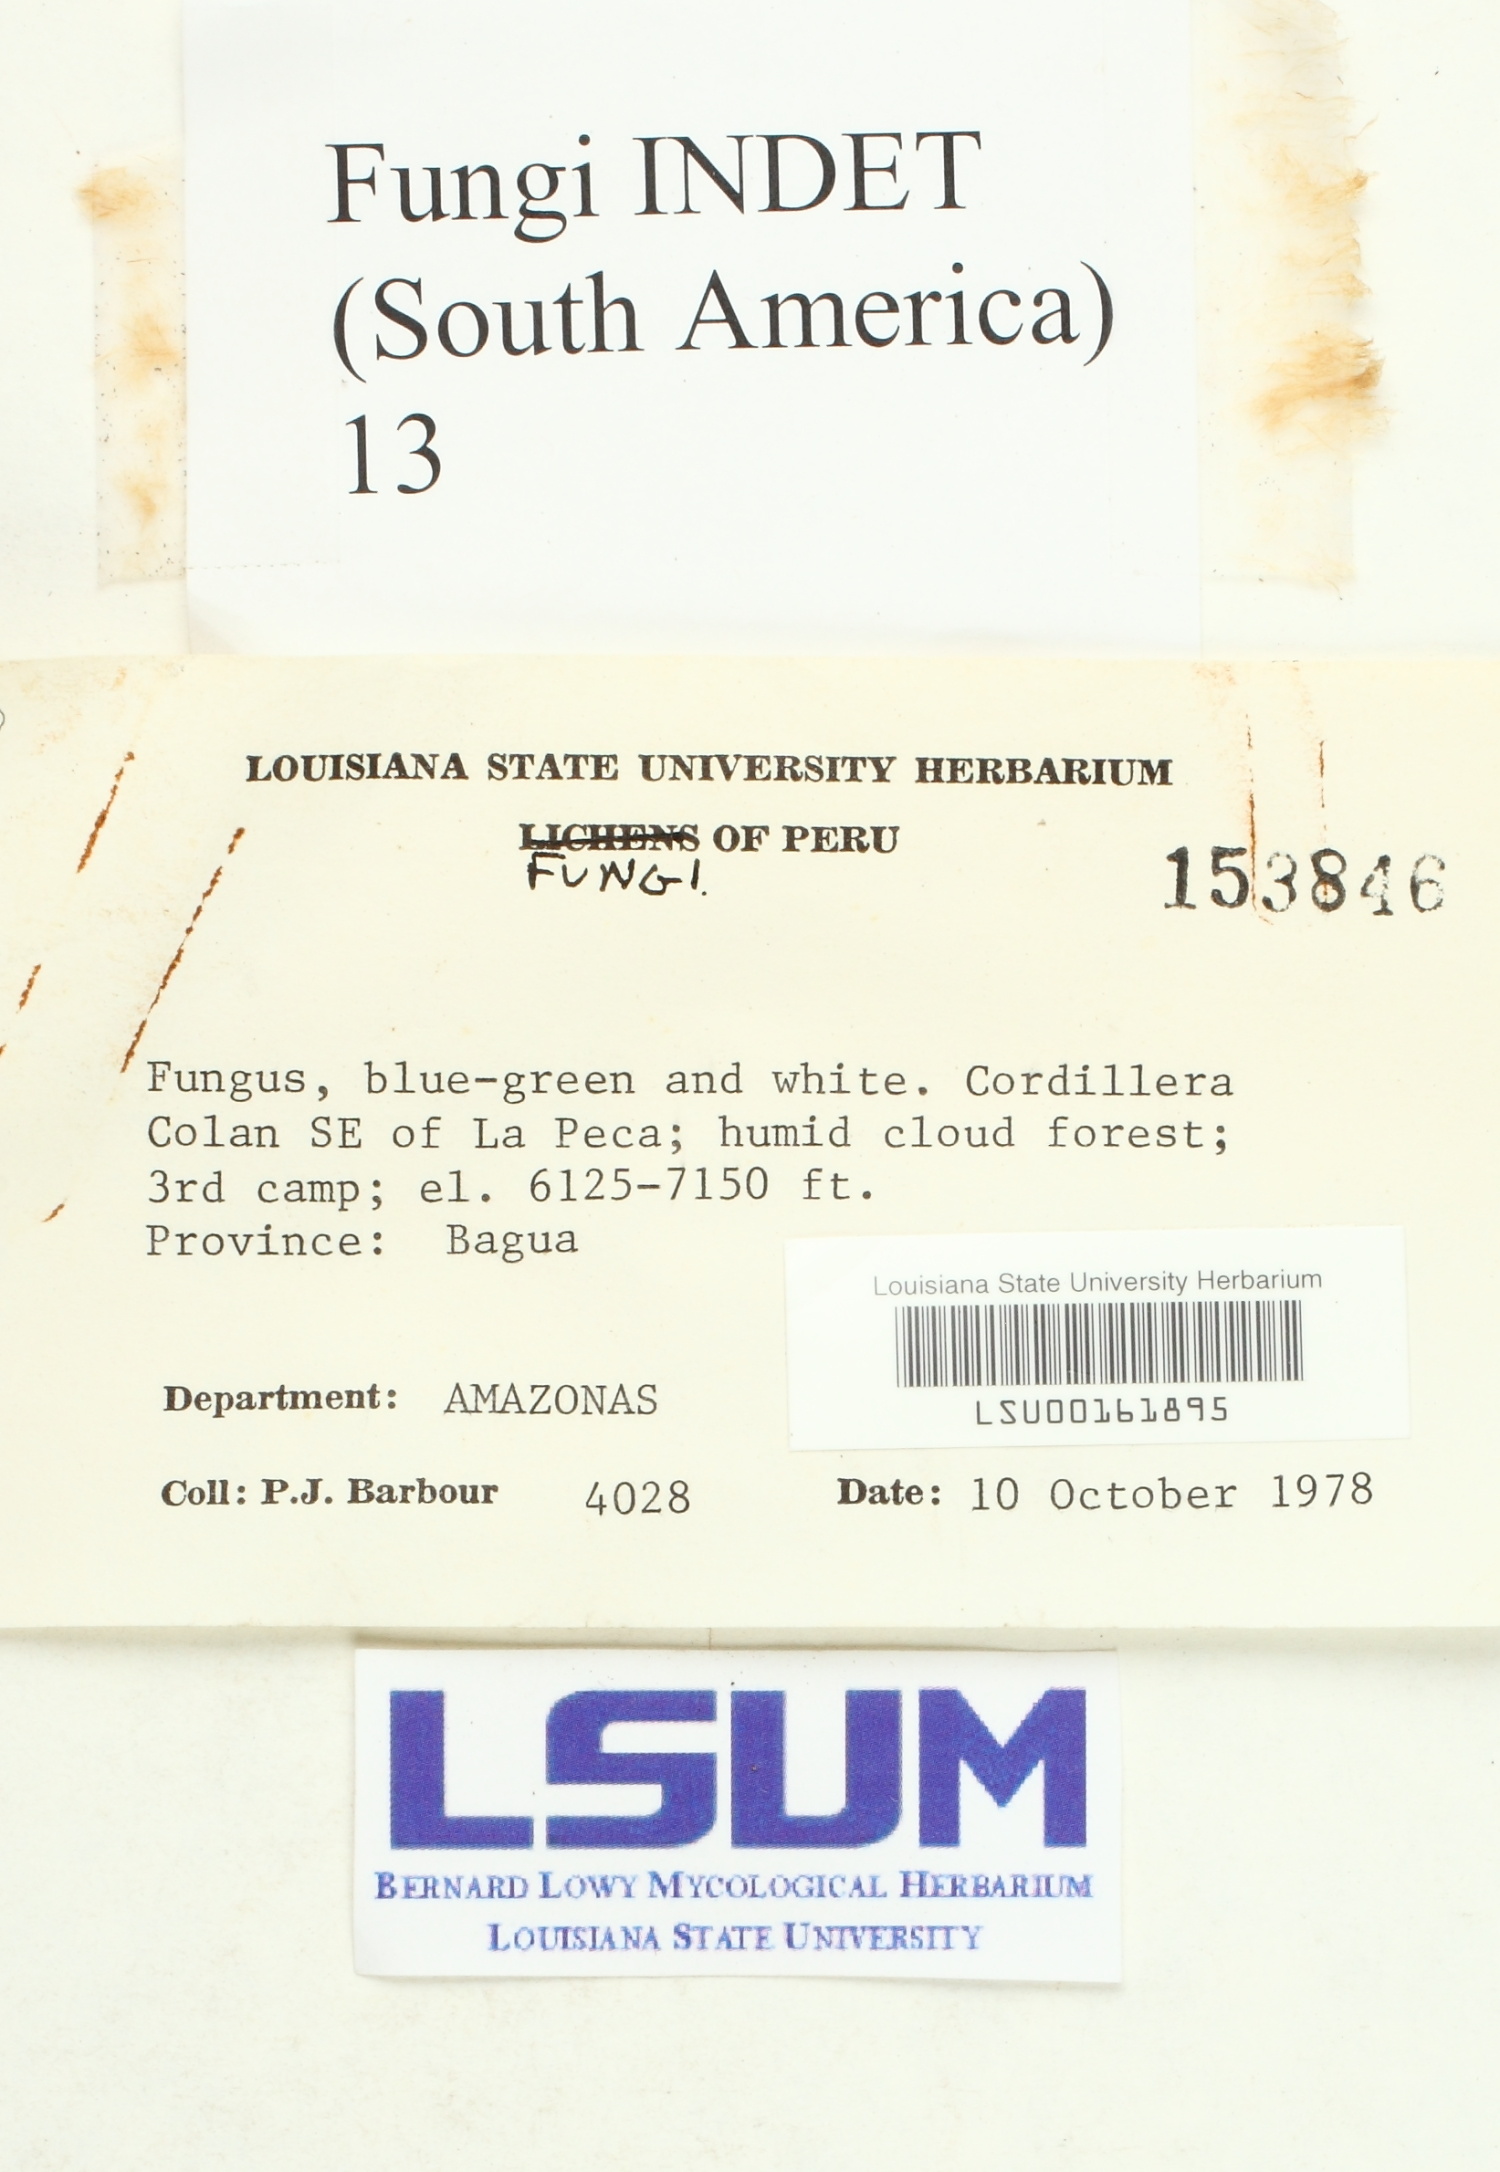 Fungi INDET
(South America)
13
LOUISIANA STATE UNIVERSITY HERBARIUM
LICHENS OF PERU
FUNGI.
153846
Fungus, blue-green and white. Cordillera
Colan SE of La Peca; humid cloud forest;
3rd camp; el. 6125-7150 ft.
Province: Bagua
Louisiana State University Herbarium
LSU00161895
Department: AMAZONAS
Coll: P.J. Barbour 4028 Date: 10 October 1978
LSUM
BERNARD LOWY MYCOLOGICAL HERBARIUM
LOUISIANA STATE UNIVERSITY